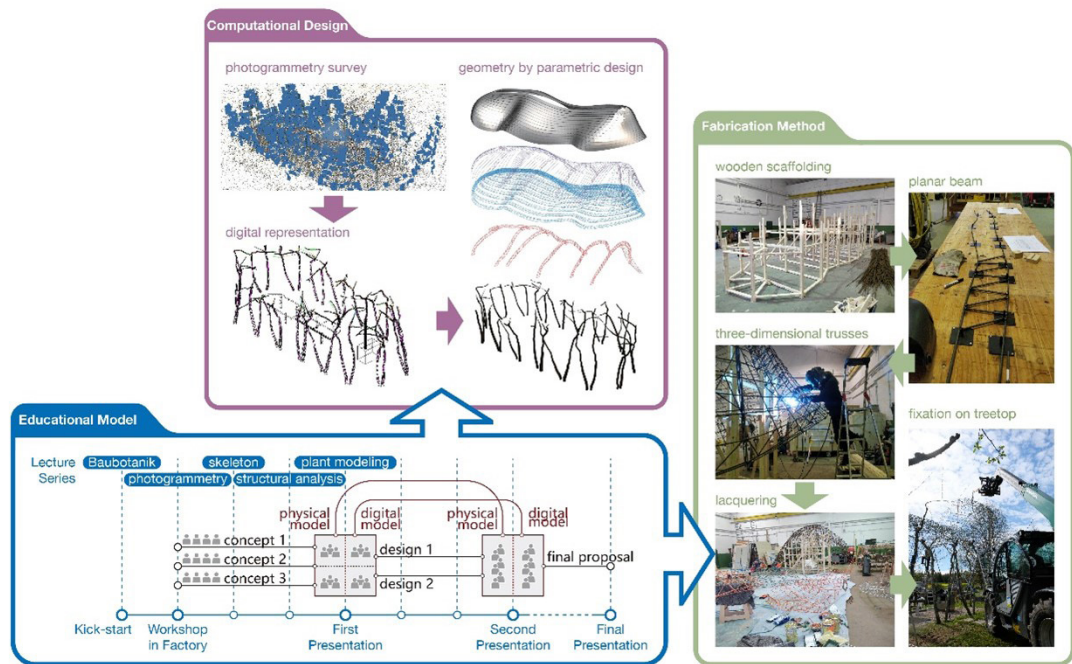 Computational Design
photogrammetry survey
geometry by parametric design
digital representation
Fabrication Method
wooden scaffolding
planar beam
three-dimensional trusses
fixation on treetop
lacquering
Educational Model
Lecture
Series
Baubotanik
skeleton
plant modeling
photogrammetry
structural analysis
physical
model
digital
model
physical
model
digital
model
concept 1
concept 2
concept 3
design 1
design 2
final proposal
Kick-start
Workshop
in Factory
First
Presentation
Second
Presentation
Final
Presentation